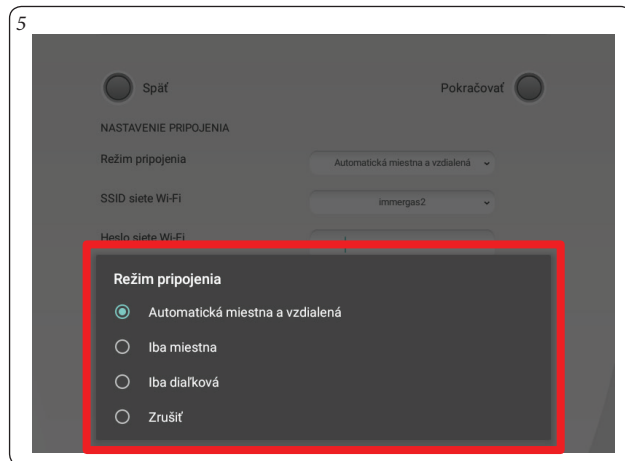 5
Späť
Pokračovať
NASTAVENIE PRIPOJENIA
Režim pripojenia
Automatická miestna a vzdialená
SSID siete Wi-Fi
immergas2
Heslo siete Wi-Fi
Režim pripojenia
Automatická miestna a vzdialená
Iba miestna
Iba diaľková
Zrušiť